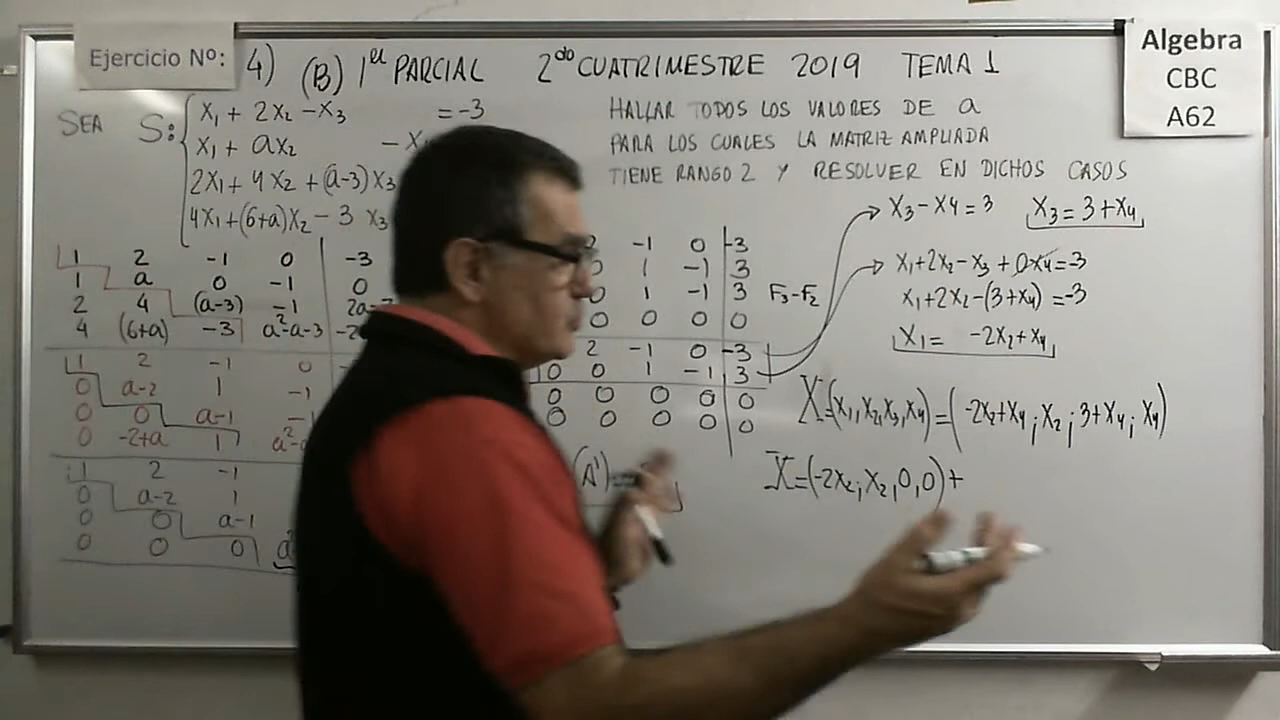 Ejercicio Nº: 4) (B) 1er PARCIAL 2do CUATRIMESTRE 2019 TEMA 1
Algebra
CBC
A62
SEA S:
x1 + 2x2 - x3 = -3
x1 + ax2 - x
2x1 + 4x2 + (a-3)x3
4x1 + (6+a)x2 - 3 x3
HALLAR TODOS LOS VALORES DE a
PARA LOS CUALES LA MATRIZ AMPLIADA
TIENE RANGO 2 Y RESOLVER EN DICHOS CASOS
1 2 -1 0 -3
1 a 0 -1 0
2 4 (a-3) -1 2a-
4 (6+a) -3 a²-a-3 -2
1 2 -1 0
0 a-2 1 -1
0 0 a-1 -1
0 -2+a 1 a²-
1 2 -1
0 a-2 1
0 0 a-1
0 0 0
2 -1 0 -3
0 1 -1 3
0 1 -1 3 F3-F2
0 0 0 0
2 -1 0 -3
0 0 1 -1 3
0 0 0 0 0
0 0 0 0 0
(A')
x3 - x4 = 3 x3 = 3 + x4
x1 + 2x2 - x3 + 0x4 = -3
x1 + 2x2 - (3 + x4) = -3
x1 = -2x2 + x4
X = (x1, x2, x3, x4) = (-2x2 + x4; x2; 3 + x4; x4)
X = (-2x2; x2, 0, 0) +